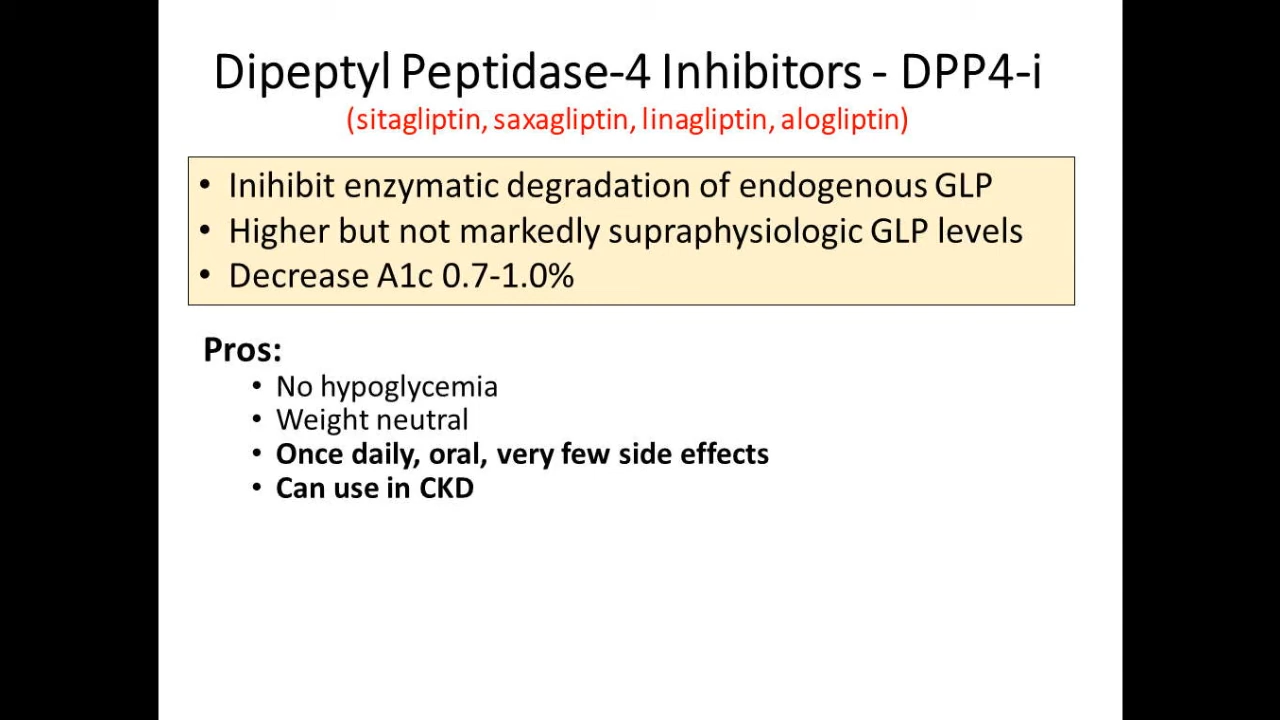 Dipeptyl Peptidase-4 Inhibitors - DPP4-i
(sitagliptin, saxagliptin, linagliptin, alogliptin)
• Inihibit enzymatic degradation of endogenous GLP
• Higher but not markedly supraphysiologic GLP levels
• Decrease A1c 0.7-1.0%
Pros:
• No hypoglycemia
• Weight neutral
• Once daily, oral, very few side effects
• Can use in CKD